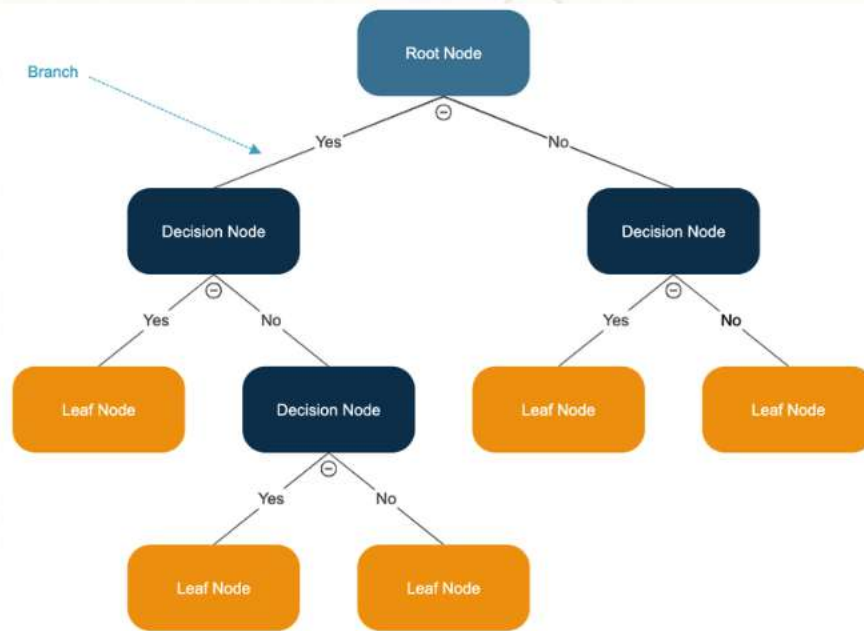 Root Node
Branch
Yes
No
Decision Node
Decision Node
Yes
No
Yes
No
Leaf Node
Decision Node
Leaf Node
Leaf Node
Yes
No
Leaf Node
Leaf Node